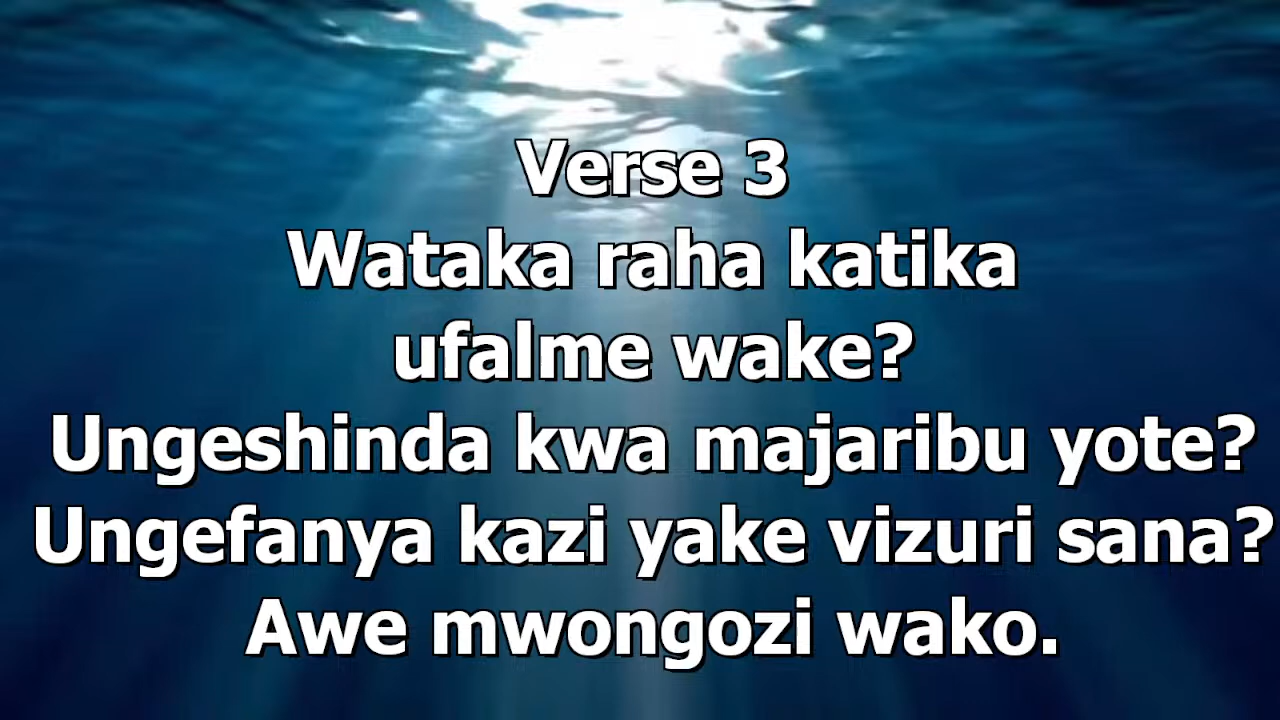 Verse 3
Wataka raha katika
ufalme wake?
Ungeshinda kwa majaribu yote?
Ungefanya kazi yake vizuri sana?
Awe mwongozi wako.